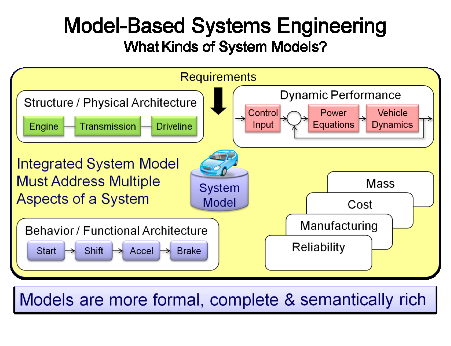 Model-Based Systems Engineering
What Kinds of System Models?
Requirements
Structure / Physical Architecture
Engine
Transmission
Driveline
Dynamic Performance
Control
Input
Power
Equations
Vehicle
Dynamics
Integrated System Model
Must Address Multiple
Aspects of a System
System
Model
Mass
Cost
Manufacturing
Reliability
Behavior / Functional Architecture
Start
Shift
Accel
Brake
Models are more formal, complete & semantically rich